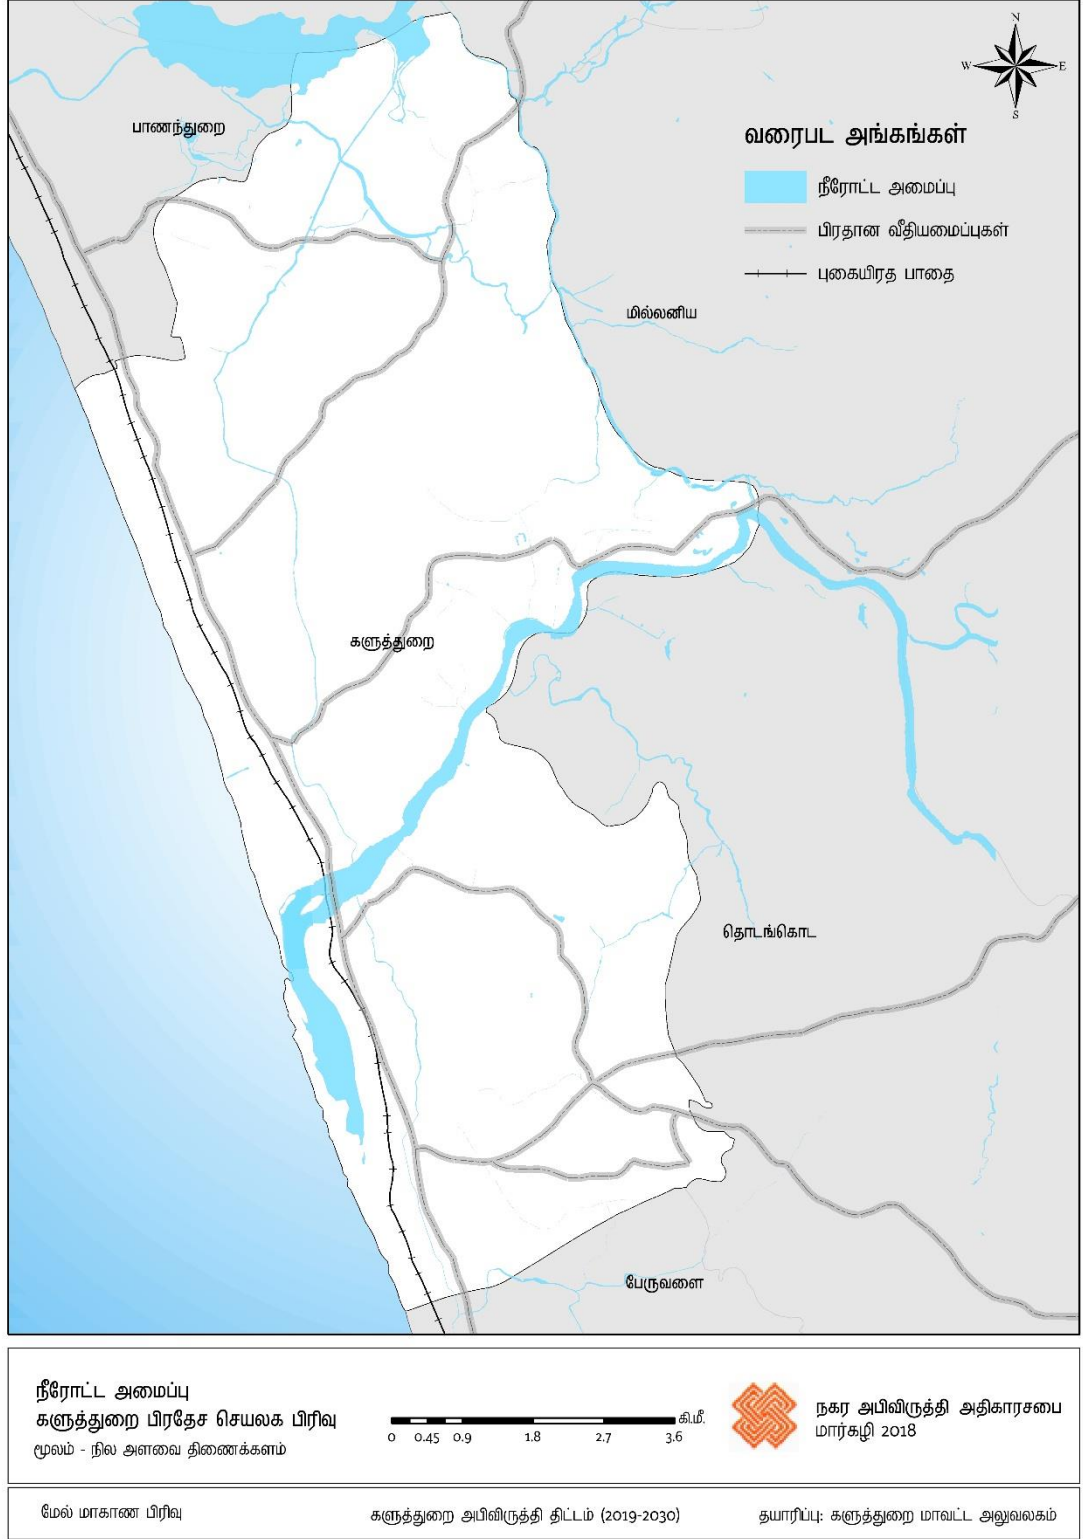 N
W E
S
பாணந்துறை
வரைபட அங்கங்கள்
நீரோட்ட அமைப்பு
பிரதான வீதியமைப்புகள்
புகையிரத பாதை
மில்லனிய
களுத்துறை
தொடங்கொட
பேருவளை
நீரோட்ட அமைப்பு
களுத்துறை பிரதேச செயலக பிரிவு
மூலம் - நில அளவை திணைக்களம்
கி.மீ.
0 0.45 0.9 1.8 2.7 3.6
நகர அபிவிருத்தி அதிகாரசபை
மார்கழி 2018
மேல் மாகாண பிரிவு
களுத்துறை அபிவிருத்தி திட்டம் (2019-2030)
தயாரிப்பு: களுத்துறை மாவட்ட அலுவலகம்